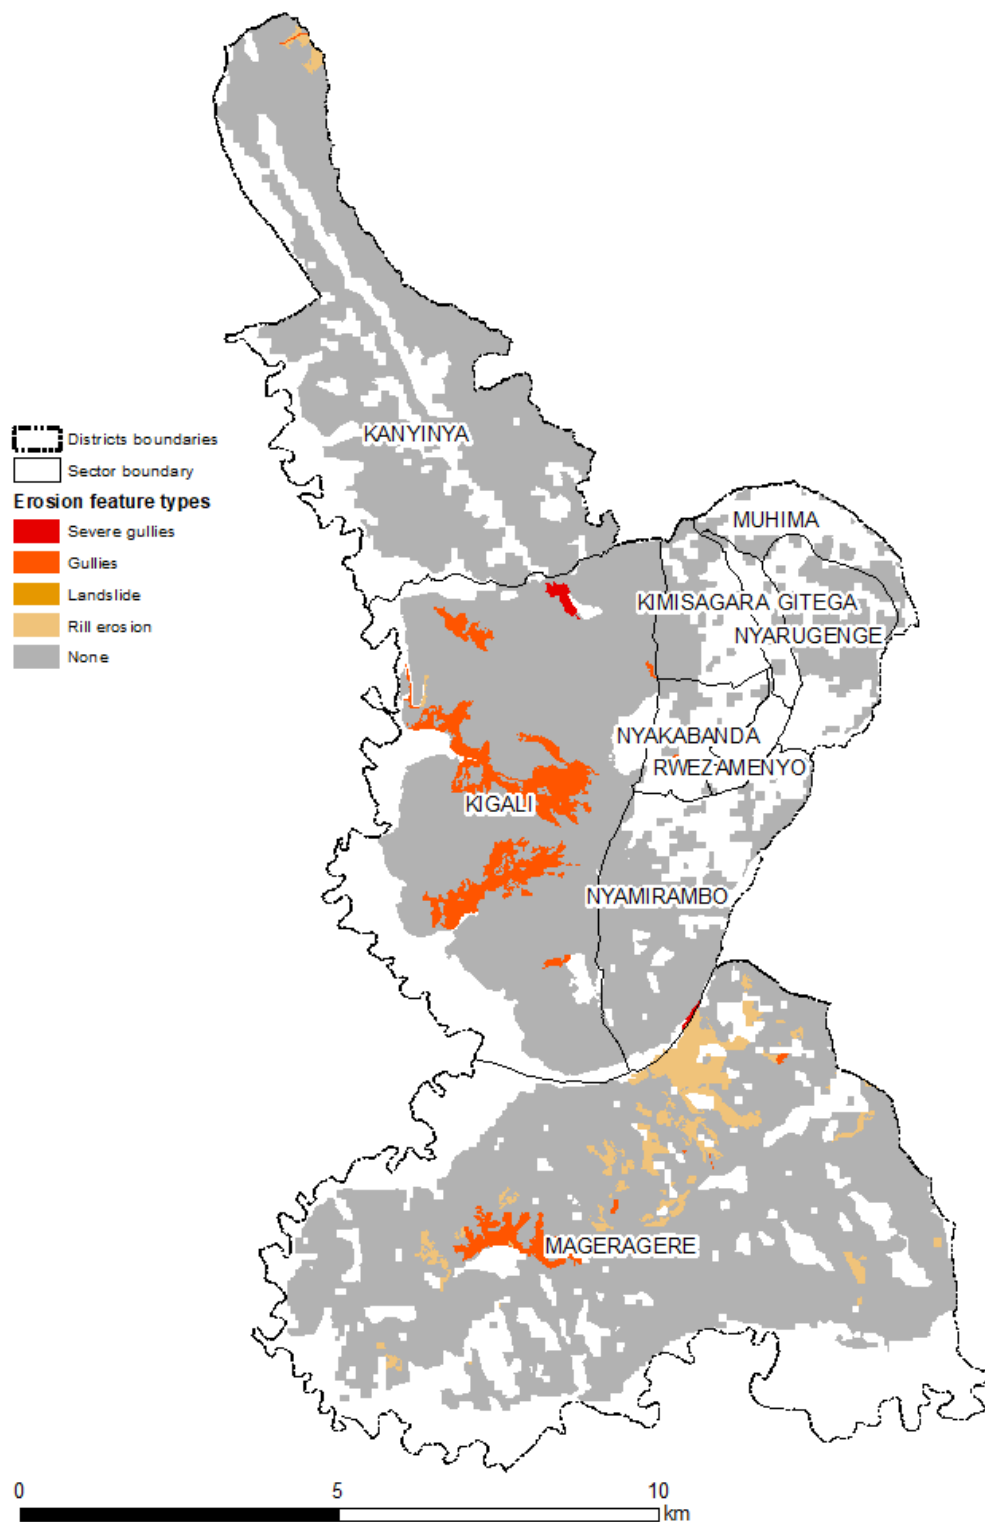 KANYINYA
Districts boundaries
Sector boundary
Erosion feature types
Severe gullies
Gullies
Landslide
Rill erosion
None
MUHIMA
KIMISAGARA GITEGA
NYARUGENGE
NYAKABANDA
RWEZAMENYO
KIGALI
NYAMIRAMBO
MAGERAGERE
0 5 10
km